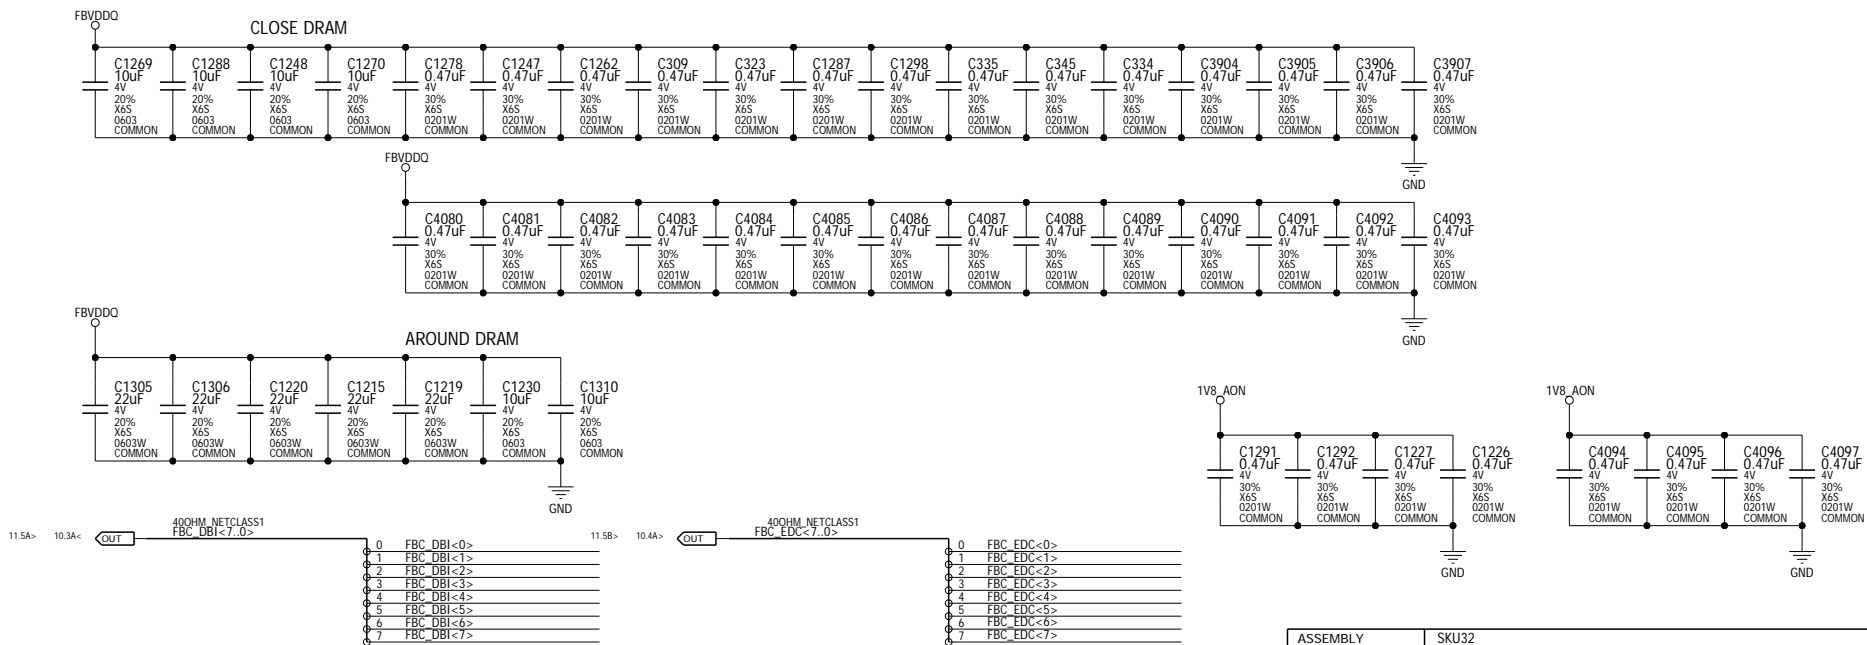 FBVDDQ
CLOSE DRAM
C1269 C1288 C1248 C1270 C1278 C1247 C1262 C309 C323 C1287 C1298 C335 C345 C334 C3904 C3905 C3906 C3907
10uF 10uF 10uF 10uF 0.47uF 0.47uF 0.47uF 0.47uF 0.47uF 0.47uF 0.47uF 0.47uF 0.47uF 0.47uF 0.47uF 0.47uF 0.47uF 0.47uF
4V 4V 4V 4V 4V 4V 4V 4V 4V 4V 4V 4V 4V 4V 4V 4V 4V 4V
20% 20% 20% 20% 30% 30% 30% 30% 30% 30% 30% 30% 30% 30% 30% 30% 30% 30%
X6S X6S X6S X6S X6S X6S X6S X6S X6S X6S X6S X6S X6S X6S X6S X6S X6S X6S
0603 0603 0603 0603 0201W 0201W 0201W 0201W 0201W 0201W 0201W 0201W 0201W 0201W 0201W 0201W 0201W 0201W
COMMON COMMON COMMON COMMON COMMON COMMON COMMON COMMON COMMON COMMON COMMON COMMON COMMON COMMON COMMON COMMON COMMON COMMON
FBVDDQ
GND
C4080 C4081 C4082 C4083 C4084 C4085 C4086 C4087 C4088 C4089 C4090 C4091 C4092 C4093
0.47uF 0.47uF 0.47uF 0.47uF 0.47uF 0.47uF 0.47uF 0.47uF 0.47uF 0.47uF 0.47uF 0.47uF 0.47uF 0.47uF
4V 4V 4V 4V 4V 4V 4V 4V 4V 4V 4V 4V 4V 4V
30% 30% 30% 30% 30% 30% 30% 30% 30% 30% 30% 30% 30% 30%
X6S X6S X6S X6S X6S X6S X6S X6S X6S X6S X6S X6S X6S X6S
0201W 0201W 0201W 0201W 0201W 0201W 0201W 0201W 0201W 0201W 0201W 0201W 0201W 0201W
COMMON COMMON COMMON COMMON COMMON COMMON COMMON COMMON COMMON COMMON COMMON COMMON COMMON COMMON
GND
FBVDDQ
AROUND DRAM
C1305 C1306 C1220 C1215 C1219 C1230 C1310
22uF 22uF 22uF 22uF 22uF 10uF 10uF
4V 4V 4V 4V 4V 4V 4V
20% 20% 20% 20% 20% 20% 20%
X6S X6S X6S X6S X6S X6S X6S
0603W 0603W 0603W 0603W 0603W 0603 0603
COMMON COMMON COMMON COMMON COMMON COMMON COMMON
GND
1V8_AON 1V8_AON
C1291 C1292 C1227 C1226 C4094 C4095 C4096 C4097
0.47uF 0.47uF 0.47uF 0.47uF 0.47uF 0.47uF 0.47uF 0.47uF
4V 4V 4V 4V 4V 4V 4V 4V
30% 30% 30% 30% 30% 30% 30% 30%
X6S X6S X6S X6S X6S X6S X6S X6S
0201W 0201W 0201W 0201W 0201W 0201W 0201W 0201W
COMMON COMMON COMMON COMMON COMMON COMMON COMMON COMMON
GND GND
11.5A> 10.3A< OUT 40OHM_NETCLASS1
FBC_DBI<7..0>
0 FBC_DBI<0>
1 FBC_DBI<1>
2 FBC_DBI<2>
3 FBC_DBI<3>
4 FBC_DBI<4>
5 FBC_DBI<5>
6 FBC_DBI<6>
7 FBC_DBI<7>
11.5B> 10.4A> OUT 40OHM_NETCLASS1
FBC_EDC<7..0>
0 FBC_EDC<0>
1 FBC_EDC<1>
2 FBC_EDC<2>
3 FBC_EDC<3>
4 FBC_EDC<4>
5 FBC_EDC<5>
6 FBC_EDC<6>
7 FBC_EDC<7>
ASSEMBLY SKU32